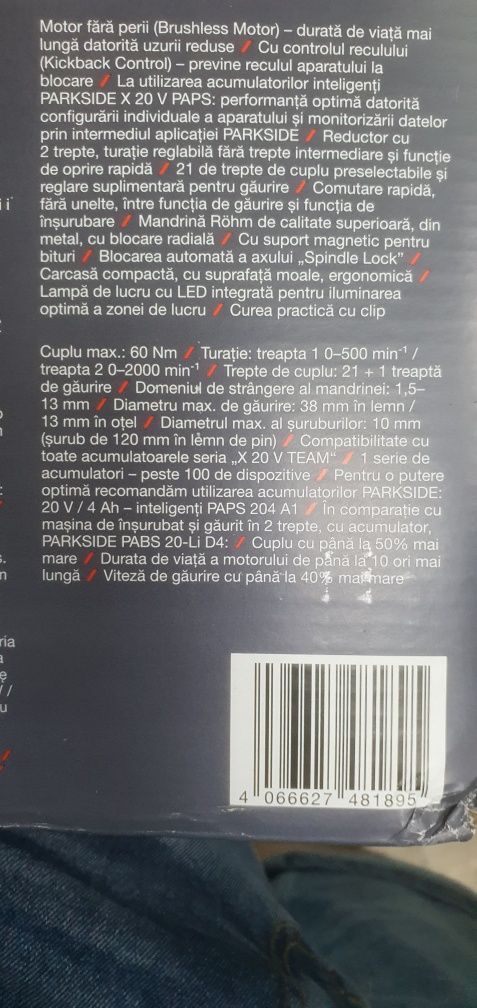 Motor fără perii (Brushless Motor) – durată de viață mai
lungă datorită uzurii reduse / Cu controlul reculului
(Kickback Control) – previne reculul aparatului la
blocare / La utilizarea acumulatorilor inteligenți
PARKSIDE X 20 V PAPS: performanță optimă datorită
configurării individuale a aparatului și monitorizării datelor
prin intermediul aplicației PARKSIDE / Reductor cu
2 trepte, turație reglabilă fără trepte intermediare și funcție
de oprire rapidă / 21 de trepte de cuplu preselectabile și
reglare suplimentară pentru găurire / Comutare rapidă,
fără unelte, între funcția de găurire și funcția de
înșurubare / Mandrină Röhm de calitate superioară, din
metal, cu blocare radială / Cu suport magnetic pentru
bituri / Blocarea automată a axului „Spindle Lock” /
Carcasă compactă, cu suprafață moale, ergonomică /
Lampă de lucru cu LED integrată pentru iluminarea
optimă a zonei de lucru / Curea practică cu clip
Cuplu max.: 60 Nm / Turație: treapta 1 0–500 min⁻¹ /
treapta 2 0–2000 min⁻¹ / Trepte de cuplu: 21 + 1 treaptă
de găurire / Domeniul de strângere al mandrinei: 1,5–
13 mm / Diametru max. de găurire: 38 mm în lemn /
13 mm în oțel / Diametrul max. al șuruburilor: 10 mm
(șurub de 120 mm în lemn de pin) / Compatibilitate cu
toate acumulatoarele seria „X 20 V TEAM“ / 1 serie de
acumulatori – peste 100 de dispozitive / Pentru o putere
optimă recomandăm utilizarea acumulatorilor PARKSIDE:
20 V / 4 Ah – inteligenți PAPS 204 A1 / În comparație cu
mașina de înșurubat și găurit în 2 trepte, cu acumulator,
PARKSIDE PABS 20-Li D4: / Cuplu cu până la 50% mai
mare / Durata de viață a motorului de până la 10 ori mai
lungă / Viteză de găurire cu până la 40% mai mare
4 066627 481895